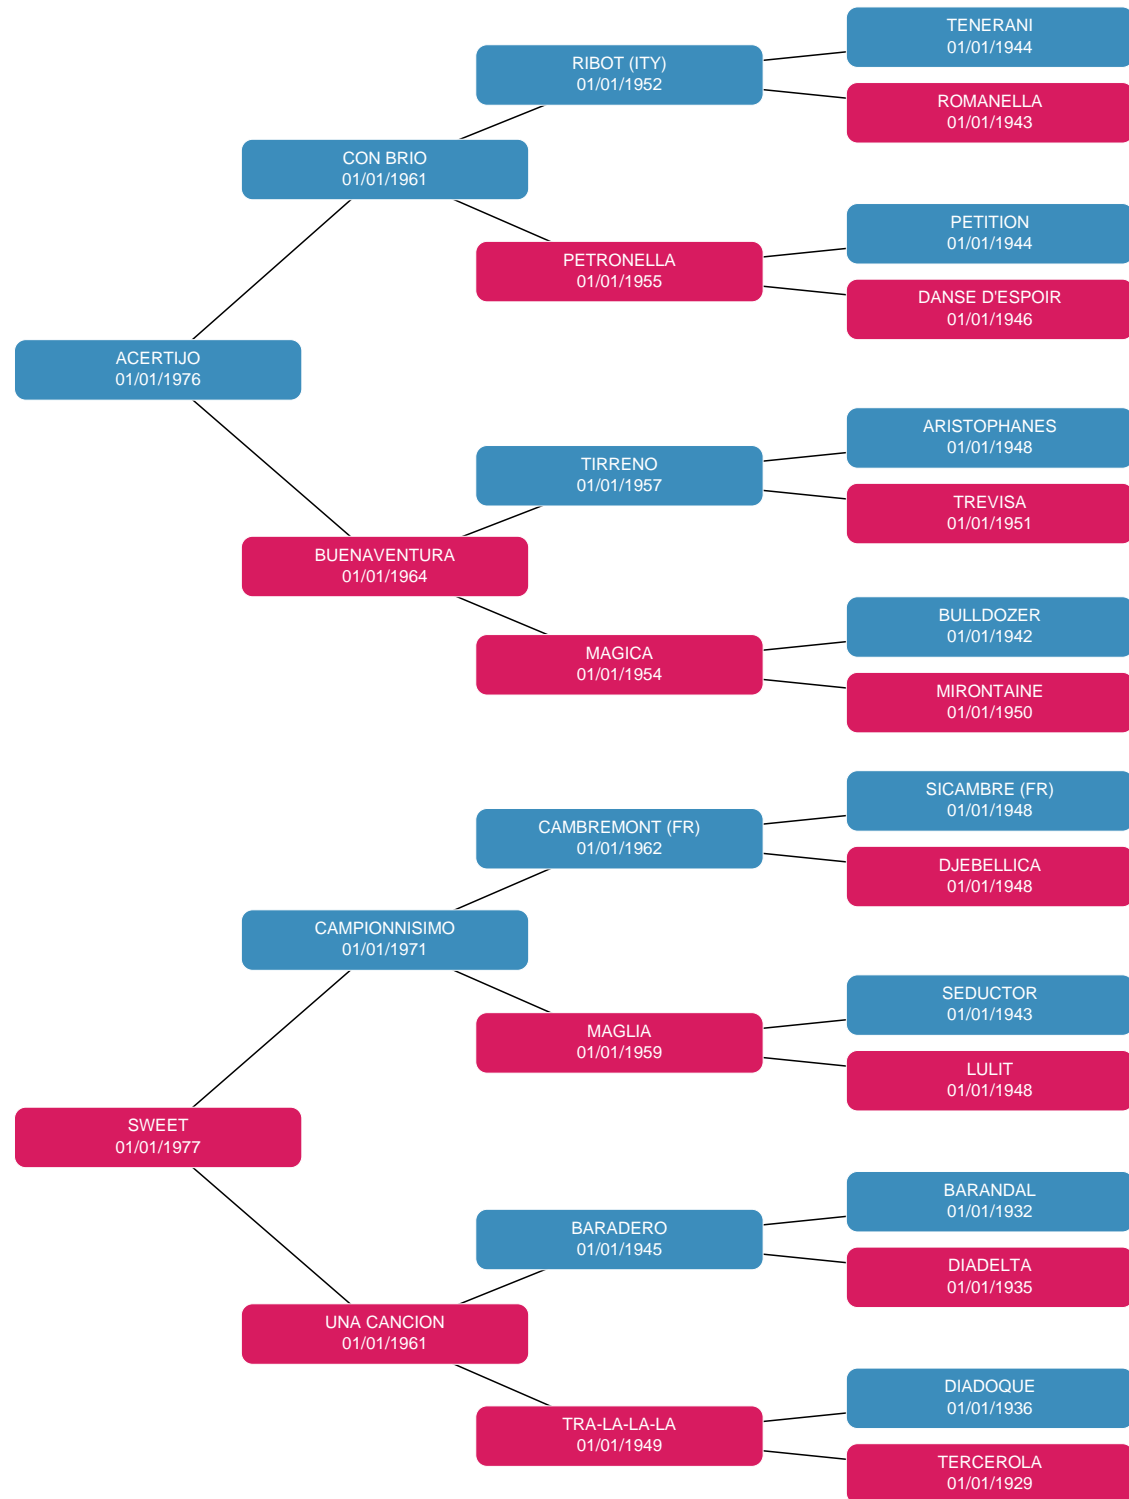 TENERANI
01/01/1944
RIBOT (ITY)
01/01/1952
ROMANELLA
01/01/1943
CON BRIO
01/01/1961
PETITION
01/01/1944
PETRONELLA
01/01/1955
DANSE D'ESPOIR
01/01/1946
ACERTIJO
01/01/1976
ARISTOPHANES
01/01/1948
TIRRENO
01/01/1957
TREVISA
01/01/1951
BUENAVENTURA
01/01/1964
BULLDOZER
01/01/1942
MAGICA
01/01/1954
MIRONTAINE
01/01/1950
SICAMBRE (FR)
01/01/1948
CAMBREMONT (FR)
01/01/1962
DJEBELLICA
01/01/1948
CAMPIONNISIMO
01/01/1971
SEDUCTOR
01/01/1943
MAGLIA
01/01/1959
LULIT
01/01/1948
SWEET
01/01/1977
BARANDAL
01/01/1932
BARADERO
01/01/1945
DIADELTA
01/01/1935
UNA CANCION
01/01/1961
DIADOQUE
01/01/1936
TRA-LA-LA-LA
01/01/1949
TERCEROLA
01/01/1929